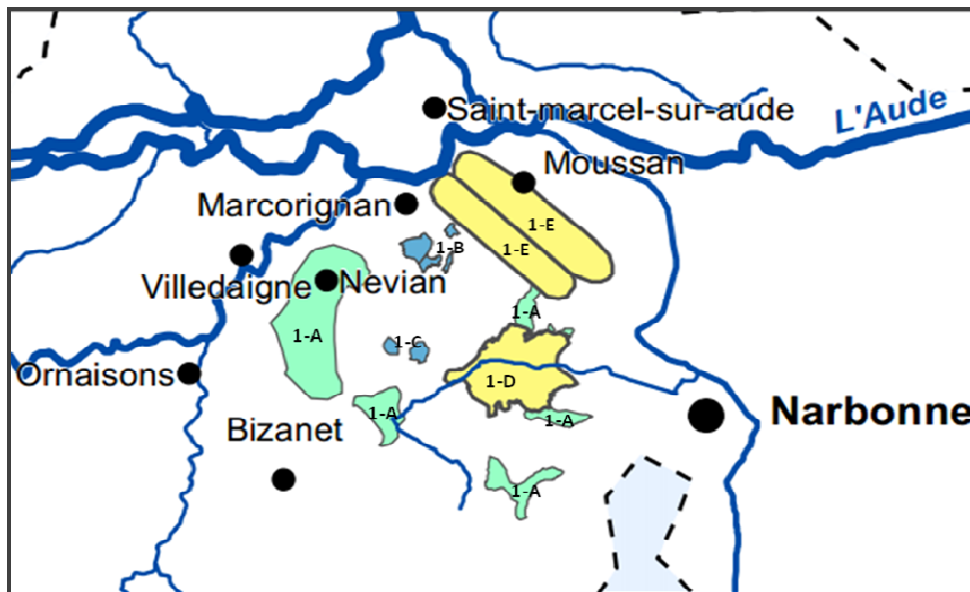 L'Aude
Saint-marcel-sur-aude
Moussan
Marcorignan
1-E
1-B
1-E
Villedaigne
Nevian
1-A
1-A
1-C
Ornaisons
1-D
1-A
1-A
Narbonne
Bizanet
1-A